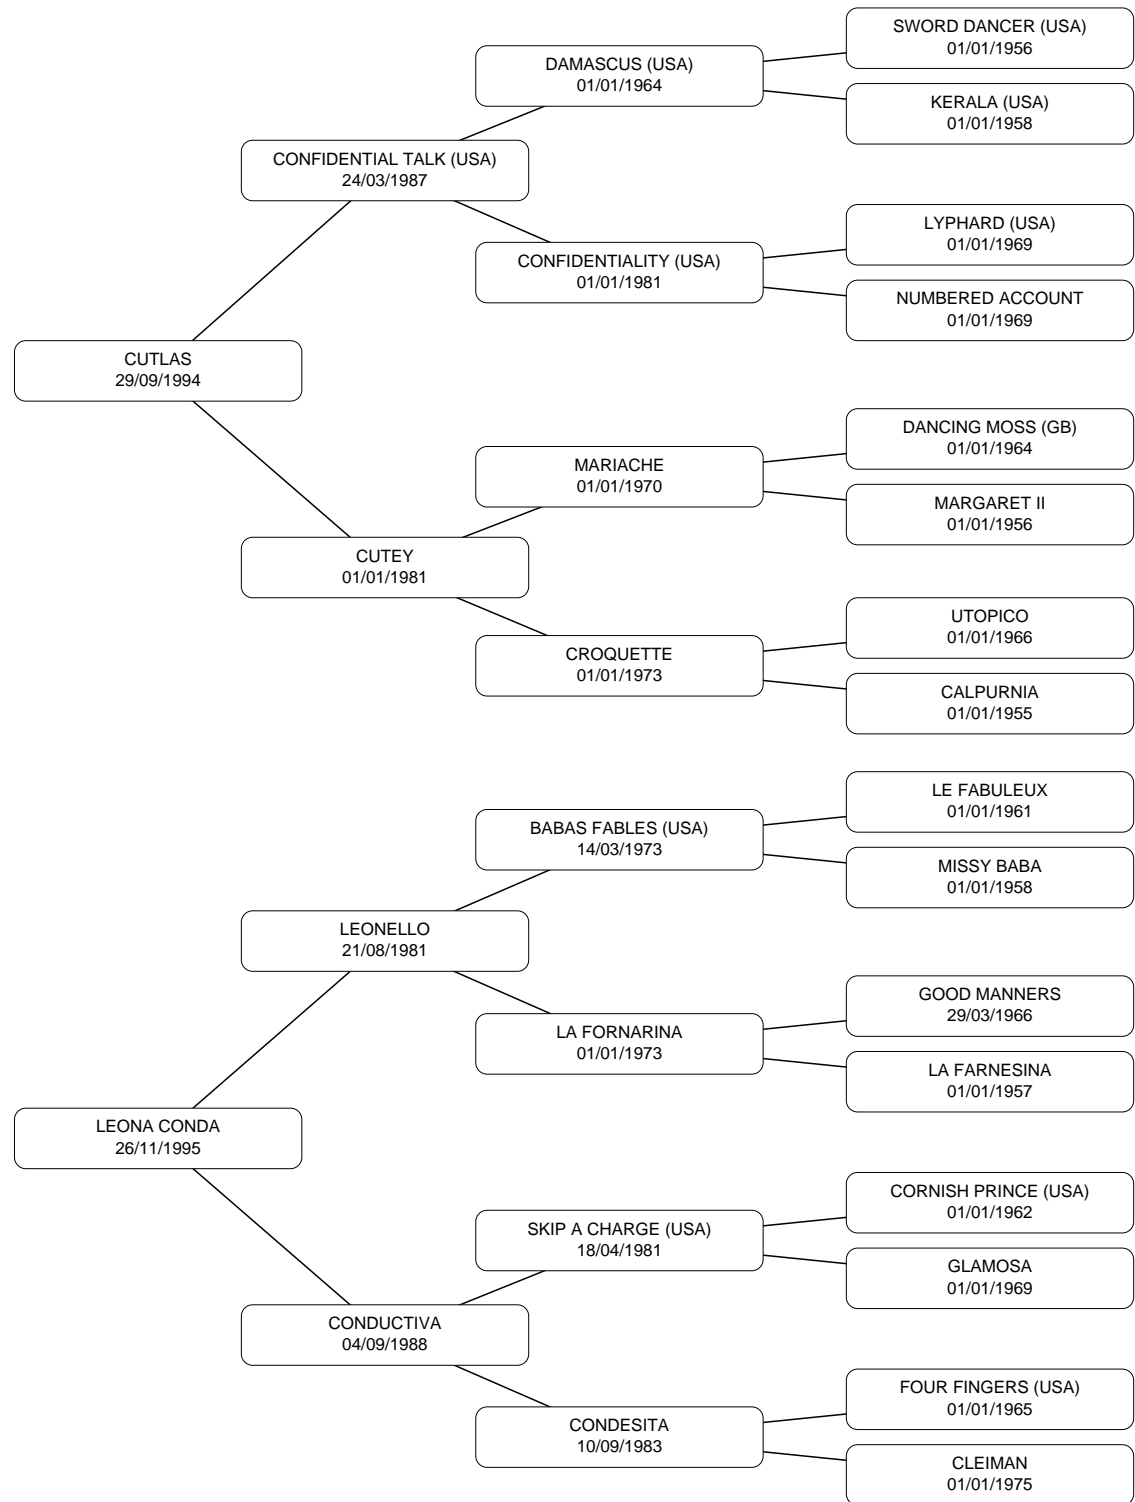 SWORD DANCER (USA)
01/01/1956
DAMASCUS (USA)
01/01/1964
KERALA (USA)
01/01/1958
CONFIDENTIAL TALK (USA)
24/03/1987
LYPHARD (USA)
01/01/1969
CONFIDENTIALITY (USA)
01/01/1981
NUMBERED ACCOUNT
01/01/1969
CUTLAS
29/09/1994
DANCING MOSS (GB)
01/01/1964
MARIACHE
01/01/1970
MARGARET II
01/01/1956
CUTEY
01/01/1981
UTOPICO
01/01/1966
CROQUETTE
01/01/1973
CALPURNIA
01/01/1955
LE FABULEUX
01/01/1961
BABAS FABLES (USA)
14/03/1973
MISSY BABA
01/01/1958
LEONELLO
21/08/1981
GOOD MANNERS
29/03/1966
LA FORNARINA
01/01/1973
LA FARNESINA
01/01/1957
LEONA CONDA
26/11/1995
CORNISH PRINCE (USA)
01/01/1962
SKIP A CHARGE (USA)
18/04/1981
GLAMOSA
01/01/1969
CONDUCTIVA
04/09/1988
FOUR FINGERS (USA)
01/01/1965
CONDESITA
10/09/1983
CLEIMAN
01/01/1975